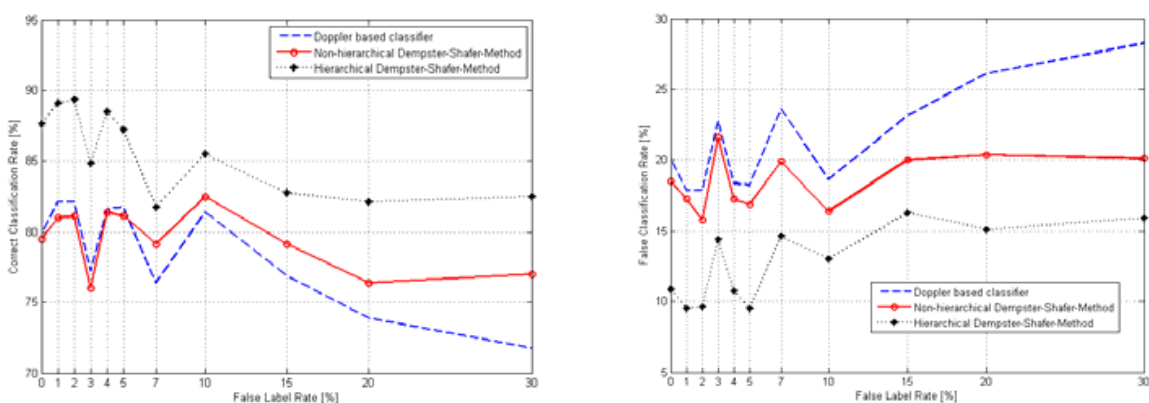 95
90
85
80
75
70
Correct Classification Rate [%]
Doppler based classifier
Non-hierarchical Dempster-Shafer-Method
Hierarchical Dempster-Shafer-Method
0 1 2 3 4 5 7 10 15 20 30
False Label Rate [%]
30
25
20
15
10
5
False Classification Rate [%]
Doppler based classifier
Non-hierarchical Dempster-Shafer-Method
Hierarchical Dempster-Shafer-Method
0 1 2 3 4 5 7 10 15 20 30
False Label Rate [%]